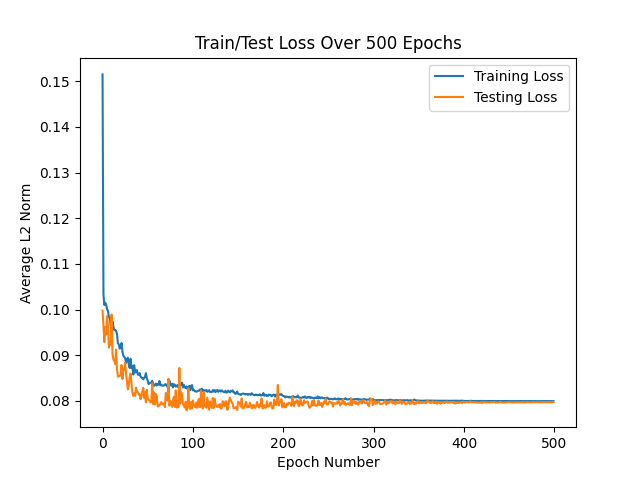 Train/Test Loss Over 500 Epochs
Training Loss
Testing Loss
0.15
0.14
0.13
0.12
0.11
0.10
0.09
0.08
Average L2 Norm
0 100 200 300 400 500
Epoch Number